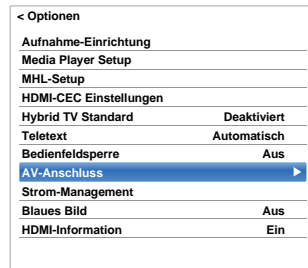 < Optionen
Aufnahme-Einrichtung
Media Player Setup
MHL-Setup
HDMI-CEC Einstellungen
Hybrid TV Standard Deaktiviert
Teletext Automatisch
Bedienfeldsperre Aus
AV-Anschluss
Strom-Management
Blaues Bild Aus
HDMI-Information Ein